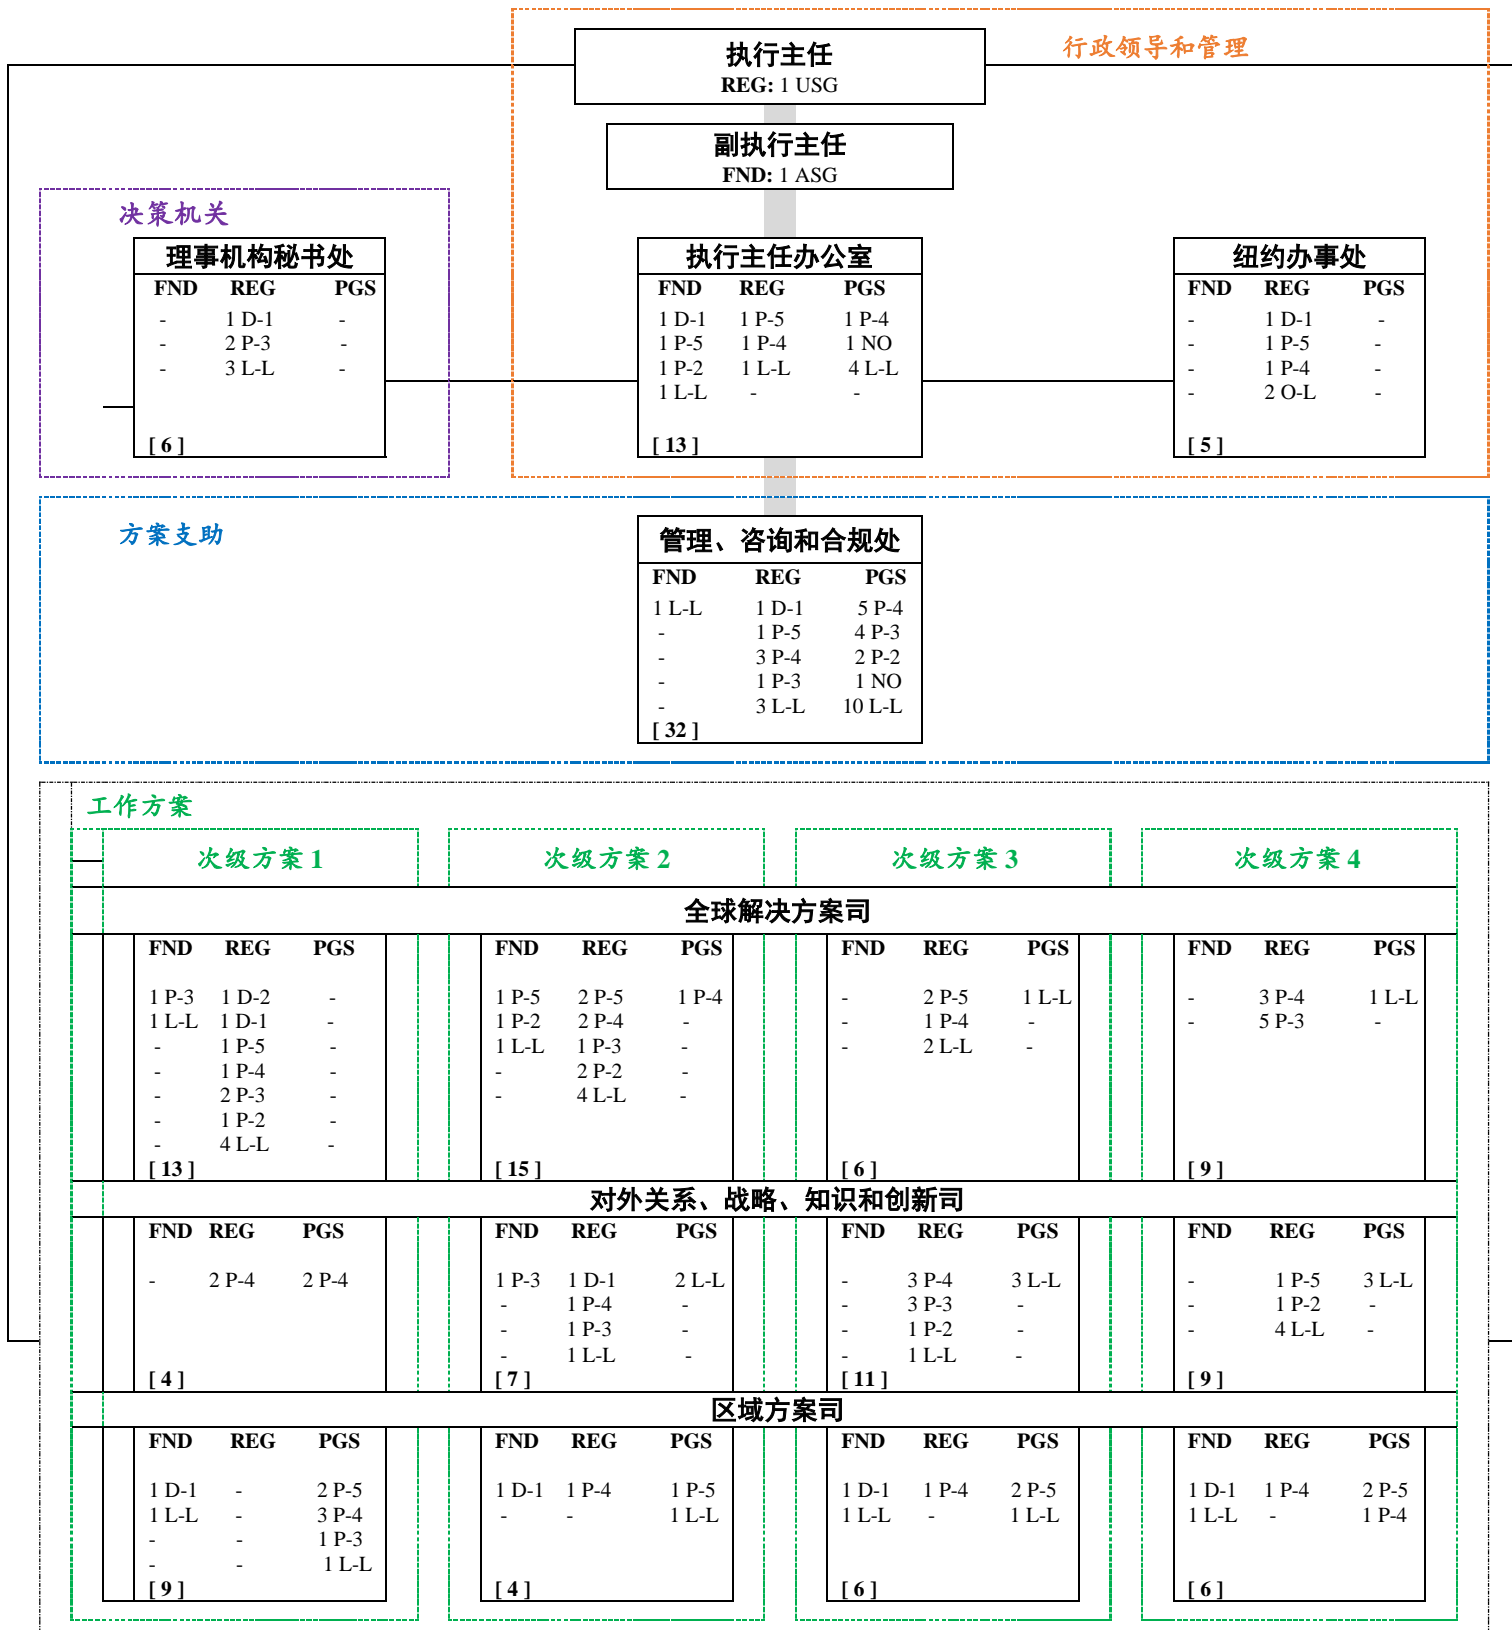 执行主任
REG: 1 USG
行政领导和管理
副执行主任
FND: 1 ASG
决策机关
理事机构秘书处
FND REG PGS
- 1 D-1 -
- 2 P-3 -
- 3 L-L -
[ 6 ]
执行主任办公室
FND REG PGS
1 D-1 1 P-5 1 P-4
1 P-5 1 P-4 1 NO
1 P-2 1 L-L 4 L-L
1 L-L - -
[ 13 ]
纽约办事处
FND REG PGS
- 1 D-1 -
- 1 P-5 -
- 1 P-4 -
- 2 O-L -
[ 5 ]
方案支助
管理、咨询和合规处
FND REG PGS
1 L-L 1 D-1 5 P-4
- 1 P-5 4 P-3
- 3 P-4 2 P-2
- 1 P-3 1 NO
- 3 L-L 10 L-L
[ 32 ]
工作方案
次级方案 1
次级方案 2
次级方案 3
次级方案 4
全球解决方案司
FND REG PGS
1 P-3 1 D-2 -
1 L-L 1 D-1 -
- 1 P-5 -
- 1 P-4 -
- 2 P-3 -
- 1 P-2 -
- 4 L-L -
[ 13 ]
FND REG PGS
1 P-5 2 P-5 1 P-4
1 P-2 2 P-4 -
1 L-L 1 P-3 -
- 2 P-2 -
- 4 L-L -
[ 15 ]
FND REG PGS
- 2 P-5 1 L-L
- 1 P-4 -
- 2 L-L -
[ 6 ]
FND REG PGS
- 3 P-4 1 L-L
- 5 P-3 -
[ 9 ]
对外关系、战略、知识和创新司
FND REG PGS
- 2 P-4 2 P-4
[ 4 ]
FND REG PGS
1 P-3 1 D-1 2 L-L
- 1 P-4 -
- 1 P-3 -
- 1 L-L -
[ 7 ]
FND REG PGS
- 3 P-4 3 L-L
- 3 P-3 -
- 1 P-2 -
- 1 L-L -
[ 11 ]
FND REG PGS
- 1 P-5 3 L-L
- 1 P-2 -
- 4 L-L -
[ 9 ]
区域方案司
FND REG PGS
1 D-1 - 2 P-5
1 L-L - 3 P-4
- - 1 P-3
- - 1 L-L
[ 9 ]
FND REG PGS
1 D-1 1 P-4 1 P-5
- - 1 L-L
[ 4 ]
FND REG PGS
1 D-1 1 P-4 2 P-5
1 L-L - 1 L-L
[ 6 ]
FND REG PGS
1 D-1 1 P-4 2 P-5
1 L-L - 1 P-4
[ 6 ]